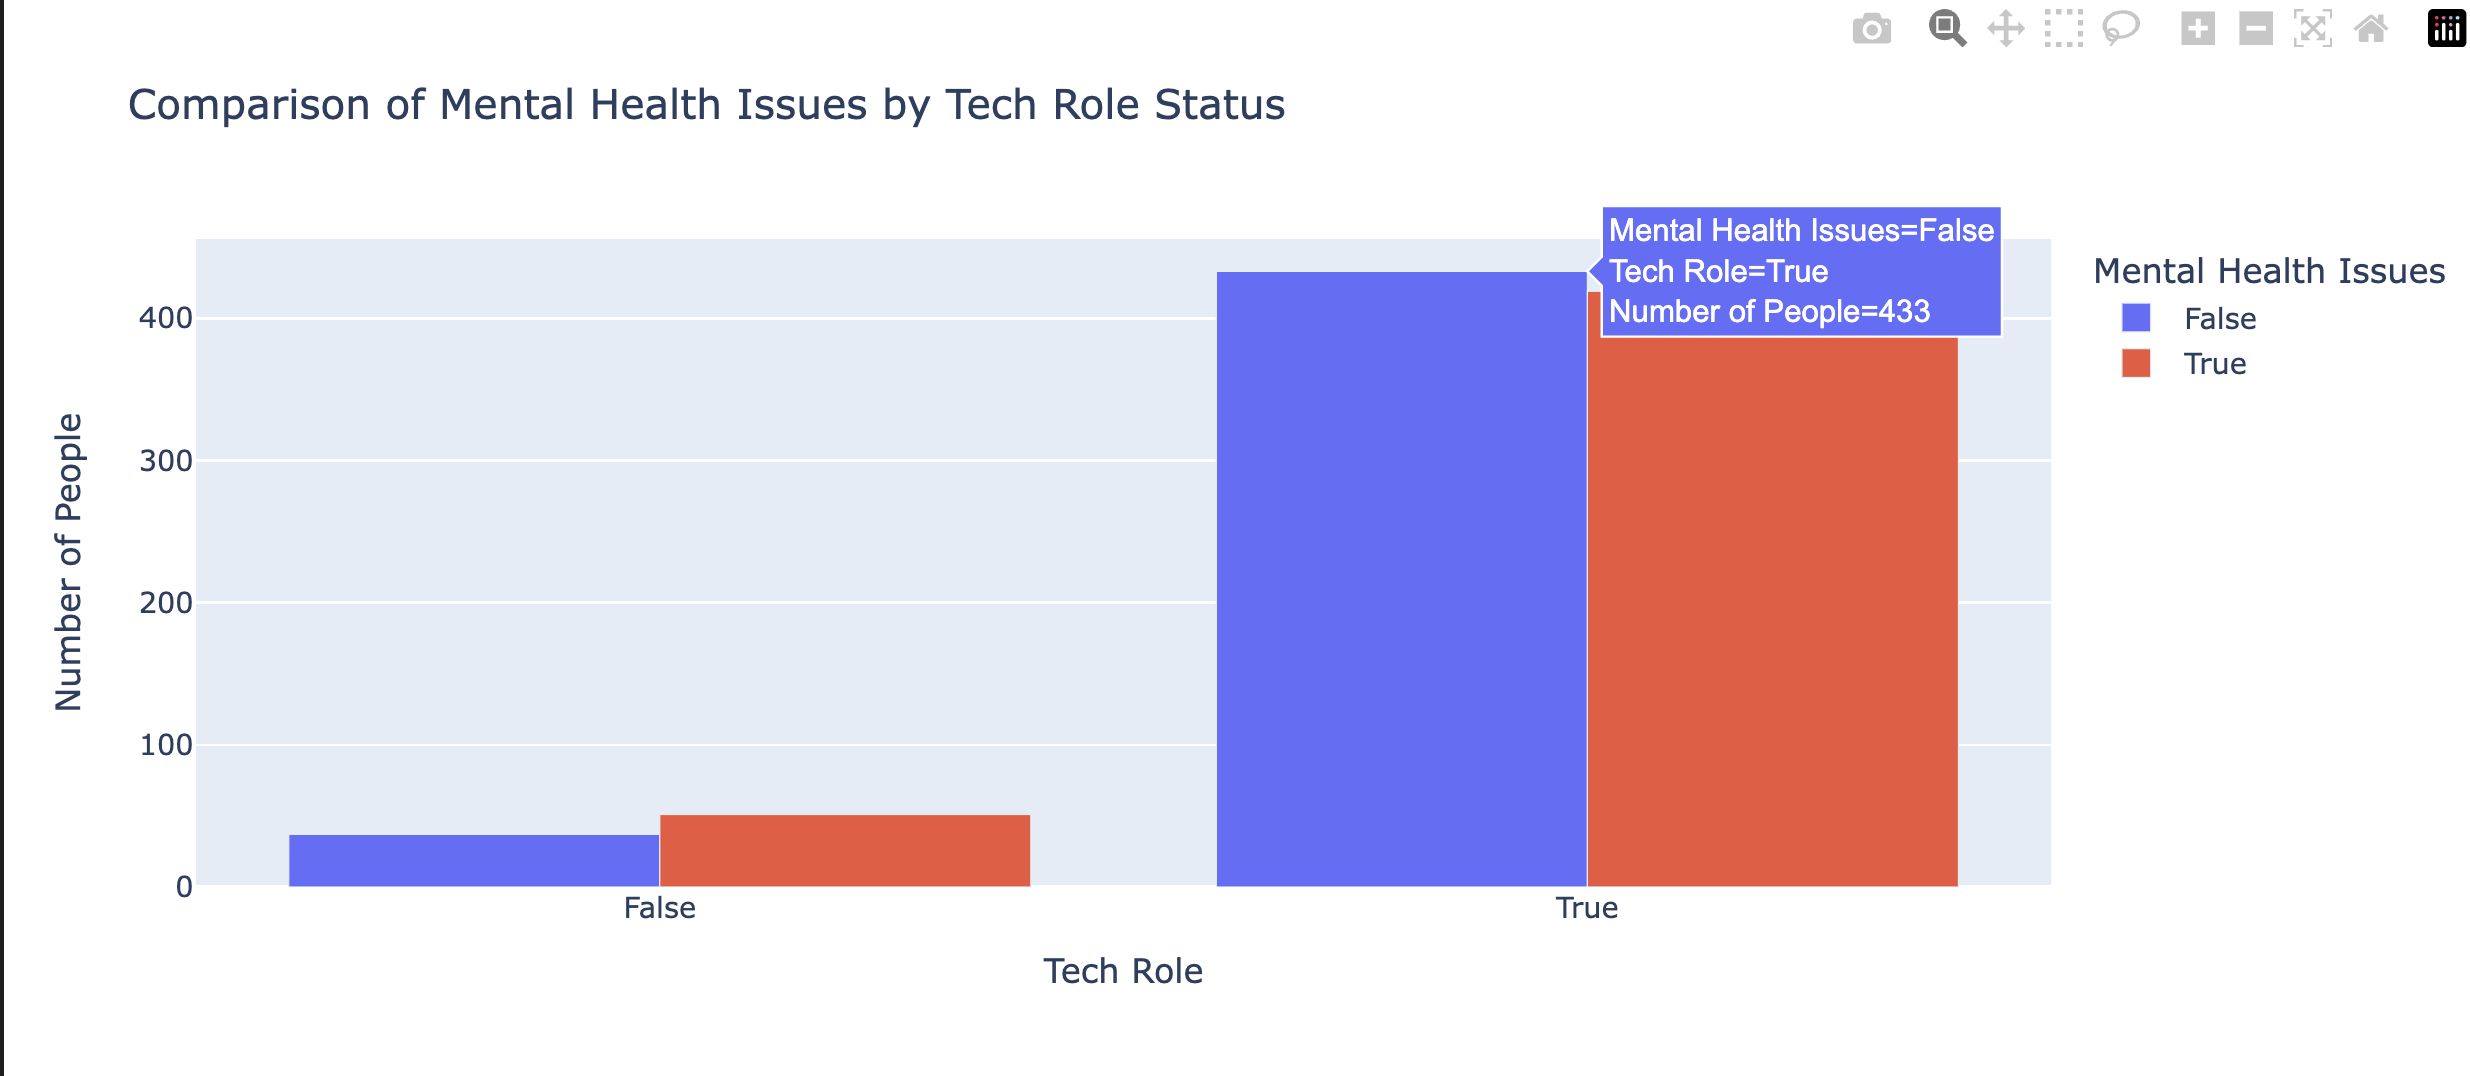 Comparison of Mental Health Issues by Tech Role Status
Mental Health Issues=False
Tech Role=True
Number of People=433
Mental Health Issues
False
True
Number of People
400
300
200
100
0
False
True
Tech Role